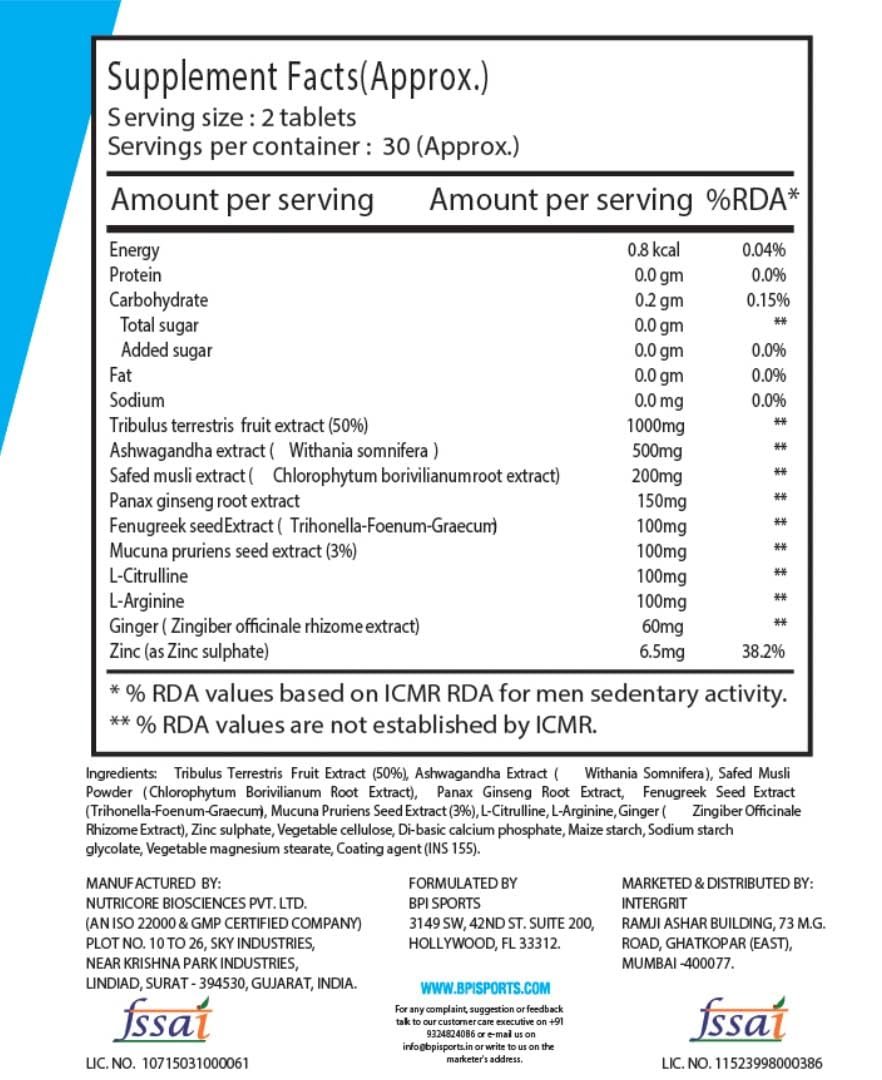 Supplement Facts(Approx.)
Serving size : 2 tablets
Servings per container : 30 (Approx.)
Amount per serving Amount per serving %RDA*
Energy 0.8 kcal 0.04%
Protein 0.0 gm 0.0%
Carbohydrate 0.2 gm 0.15%
Total sugar 0.0 gm **
Added sugar 0.0 gm 0.0%
Fat 0.0 gm 0.0%
Sodium 0.0 mg 0.0%
Tribulus terrestris fruit extract (50%) 1000mg **
Ashwagandha extract ( Withania somnifera ) 500mg **
Safed musli extract ( Chlorophytum borivilianumroot extract) 200mg **
Panax ginseng root extract 150mg **
Fenugreek seedExtract ( Trihonella-Foenum-Graecum) 100mg **
Mucuna pruriens seed extract (3%) 100mg **
L-Citrulline 100mg **
L-Arginine 100mg **
Ginger ( Zingiber officinale rhizome extract) 60mg **
Zinc (as Zinc sulphate) 6.5mg 38.2%
* % RDA values based on ICMR RDA for men sedentary activity.
** % RDA values are not established by ICMR.
Ingredients: Tribulus Terrestris Fruit Extract (50%), Ashwagandha Extract ( Withania Somnifera), Safed Musli
Powder (Chlorophytum Borivilianum Root Extract), Panax Ginseng Root Extract, Fenugreek Seed Extract
(Trihonella-Foenum-Graecum), Mucuna Pruriens Seed Extract (3%), L-Citrulline, L-Arginine, Ginger ( Zingiber Officinale
Rhizome Extract), Zinc sulphate, Vegetable cellulose, Di-basic calcium phosphate, Maize starch, Sodium starch
glycolate, Vegetable magnesium stearate, Coating agent (INS 155).
MANUFACTURED BY:
NUTRICORE BIOSCIENCES PVT. LTD.
(AN ISO 22000 & GMP CERTIFIED COMPANY)
PLOT NO. 10 TO 26, SKY INDUSTRIES,
NEAR KRISHNA PARK INDUSTRIES,
LINDIAD, SURAT - 394530, GUJARAT, INDIA.
fssai
LIC. NO. 10715031000061
FORMULATED BY
BPI SPORTS
3149 SW, 42ND ST. SUITE 200,
HOLLYWOOD, FL 33312.
WWW.BPISPORTS.COM
For any complaint, suggestion or feedback
talk to our customer care executive on +91
9324824086 or e-mail us on
info@bpisports.in or write to us on the
marketer's address.
MARKETED & DISTRIBUTED BY:
INTERGRIT
RAMJI ASHAR BUILDING, 73 M.G.
ROAD, GHATKOPAR (EAST),
MUMBAI -400077.
fssai
LIC. NO. 11523998000386